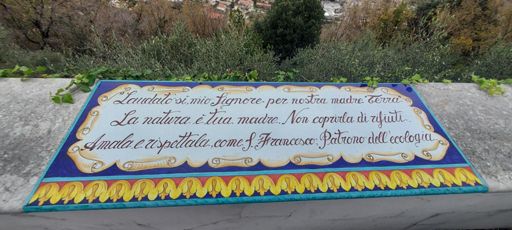 "Laudato si, mio Signore per nostra madre Terra"
La natura è tua madre. Non coprirla di rifiuti.
Amala e rispettala, come S. Francesco: Patrono dell'ecologia